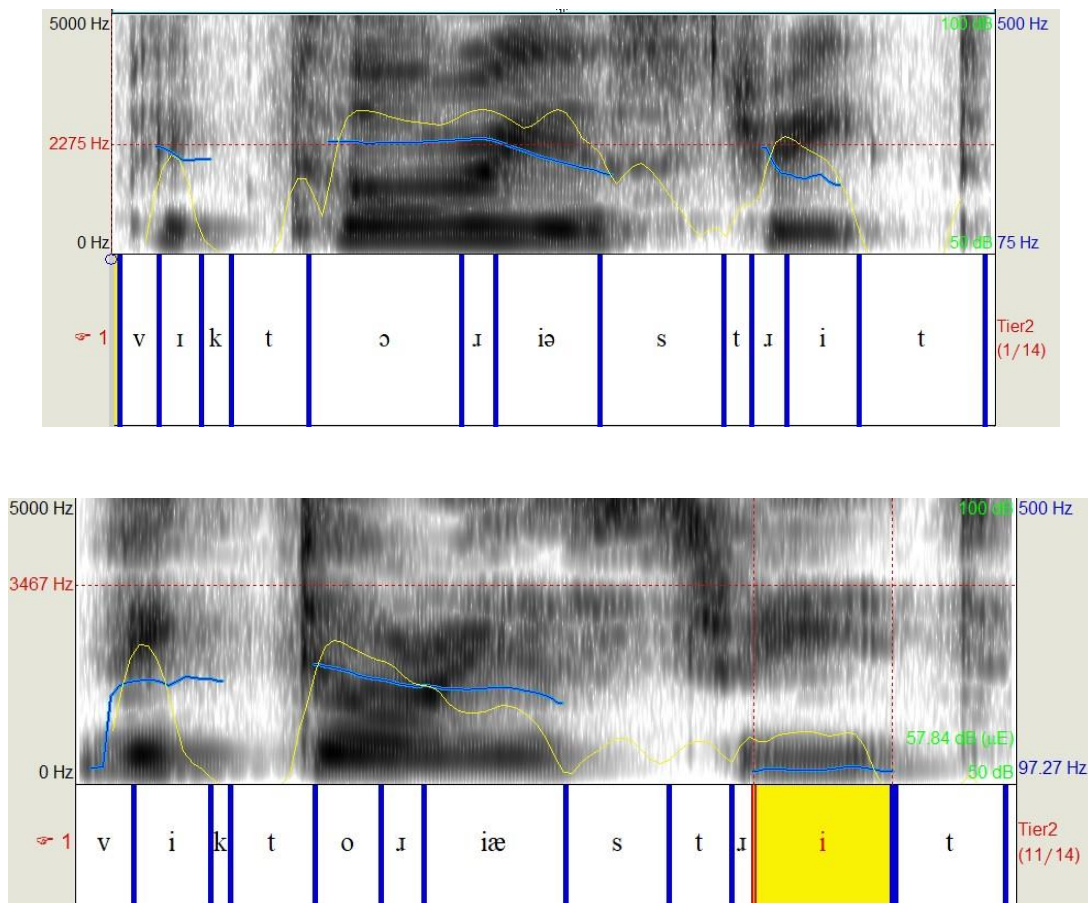 5000 Hz 100 dB 500 Hz
2275 Hz
0 Hz 50 dB 75 Hz
☞ 1 v ɪ k t ɔ ɹ iə s t ɹ i t Tier2
(1/14)
5000 Hz 100 dB 500 Hz
3467 Hz
57.84 dB (µE)
0 Hz 50 dB 97.27 Hz
☞ 1 v i k t o ɹ iæ s t ɹ i t Tier2
(11/14)